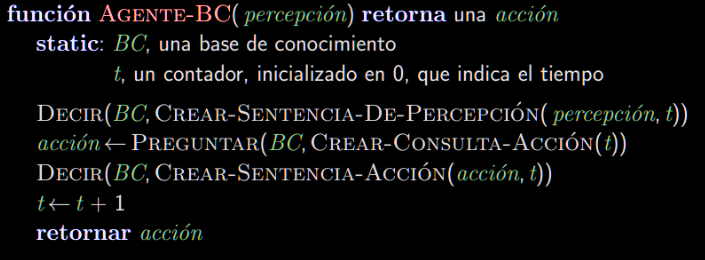 función AGENTE-BC( percepción) retorna una acción
static: BC, una base de conocimiento
t, un contador, inicializado en 0, que indica el tiempo
DECIR(BC, CREAR-SENTENCIA-DE-PERCEPCIÓN( percepción, t))
acción ← PREGUNTAR(BC, CREAR-CONSULTA-ACCIÓN(t))
DECIR(BC, CREAR-SENTENCIA-ACCIÓN(acción, t))
t ← t + 1
retornar acción